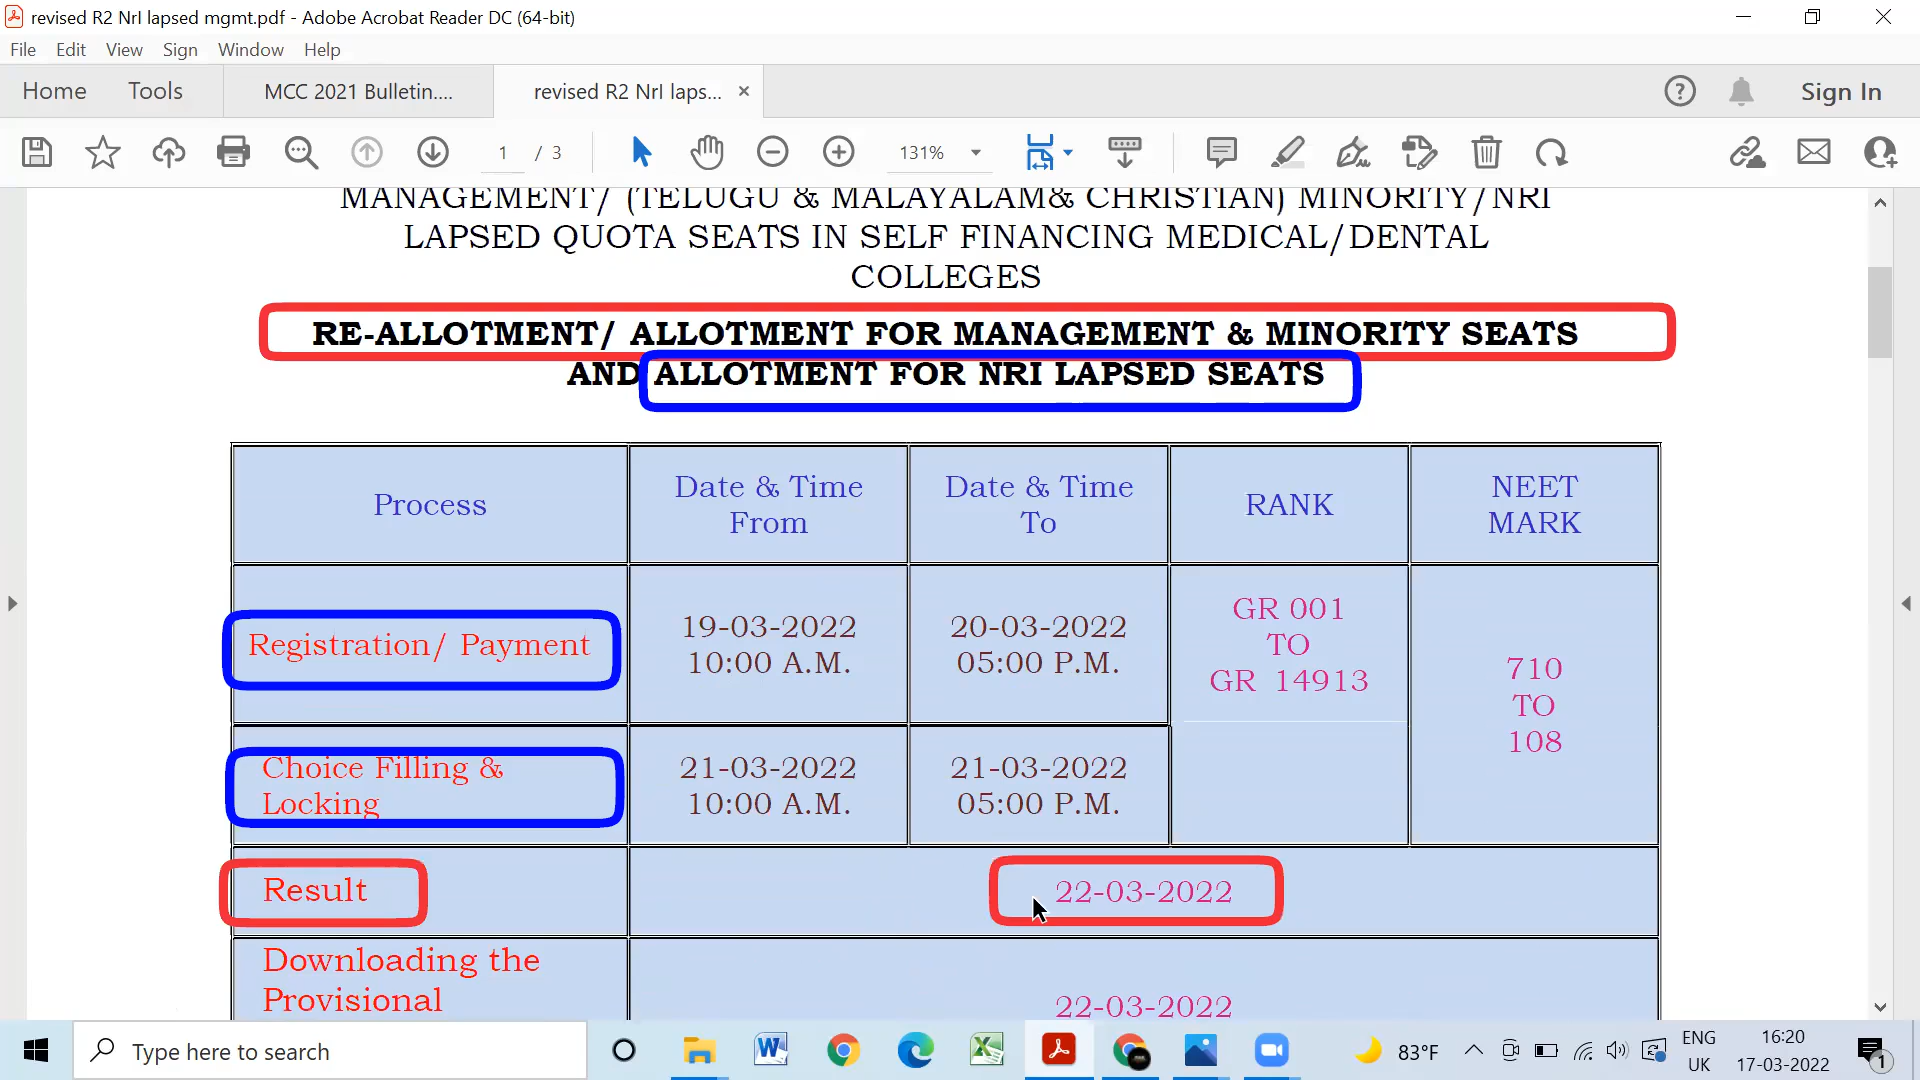 revised R2 NrI lapsed mgmt.pdf - Adobe Acrobat Reader DC (64-bit)
File Edit View Sign Window Help
Home Tools MCC 2021 Bulletin.... revised R2 NrI laps... × Sign In
1 / 3 131%
MANAGEMENT/ (TELUGU & MALAYALAM& CHRISTIAN) MINORITY/NRI
LAPSED QUOTA SEATS IN SELF FINANCING MEDICAL/DENTAL
COLLEGES
RE-ALLOTMENT/ ALLOTMENT FOR MANAGEMENT & MINORITY SEATS
AND ALLOTMENT FOR NRI LAPSED SEATS
Process
Date & Time
From
Date & Time
To
RANK
NEET
MARK
Registration/ Payment
19-03-2022
10:00 A.M.
20-03-2022
05:00 P.M.
GR 001
TO
GR 14913
710
TO
108
Choice Filling &
Locking
21-03-2022
10:00 A.M.
21-03-2022
05:00 P.M.
Result
22-03-2022
Downloading the
Provisional
22-03-2022
Type here to search
83°F
ENG
UK
16:20
17-03-2022
1